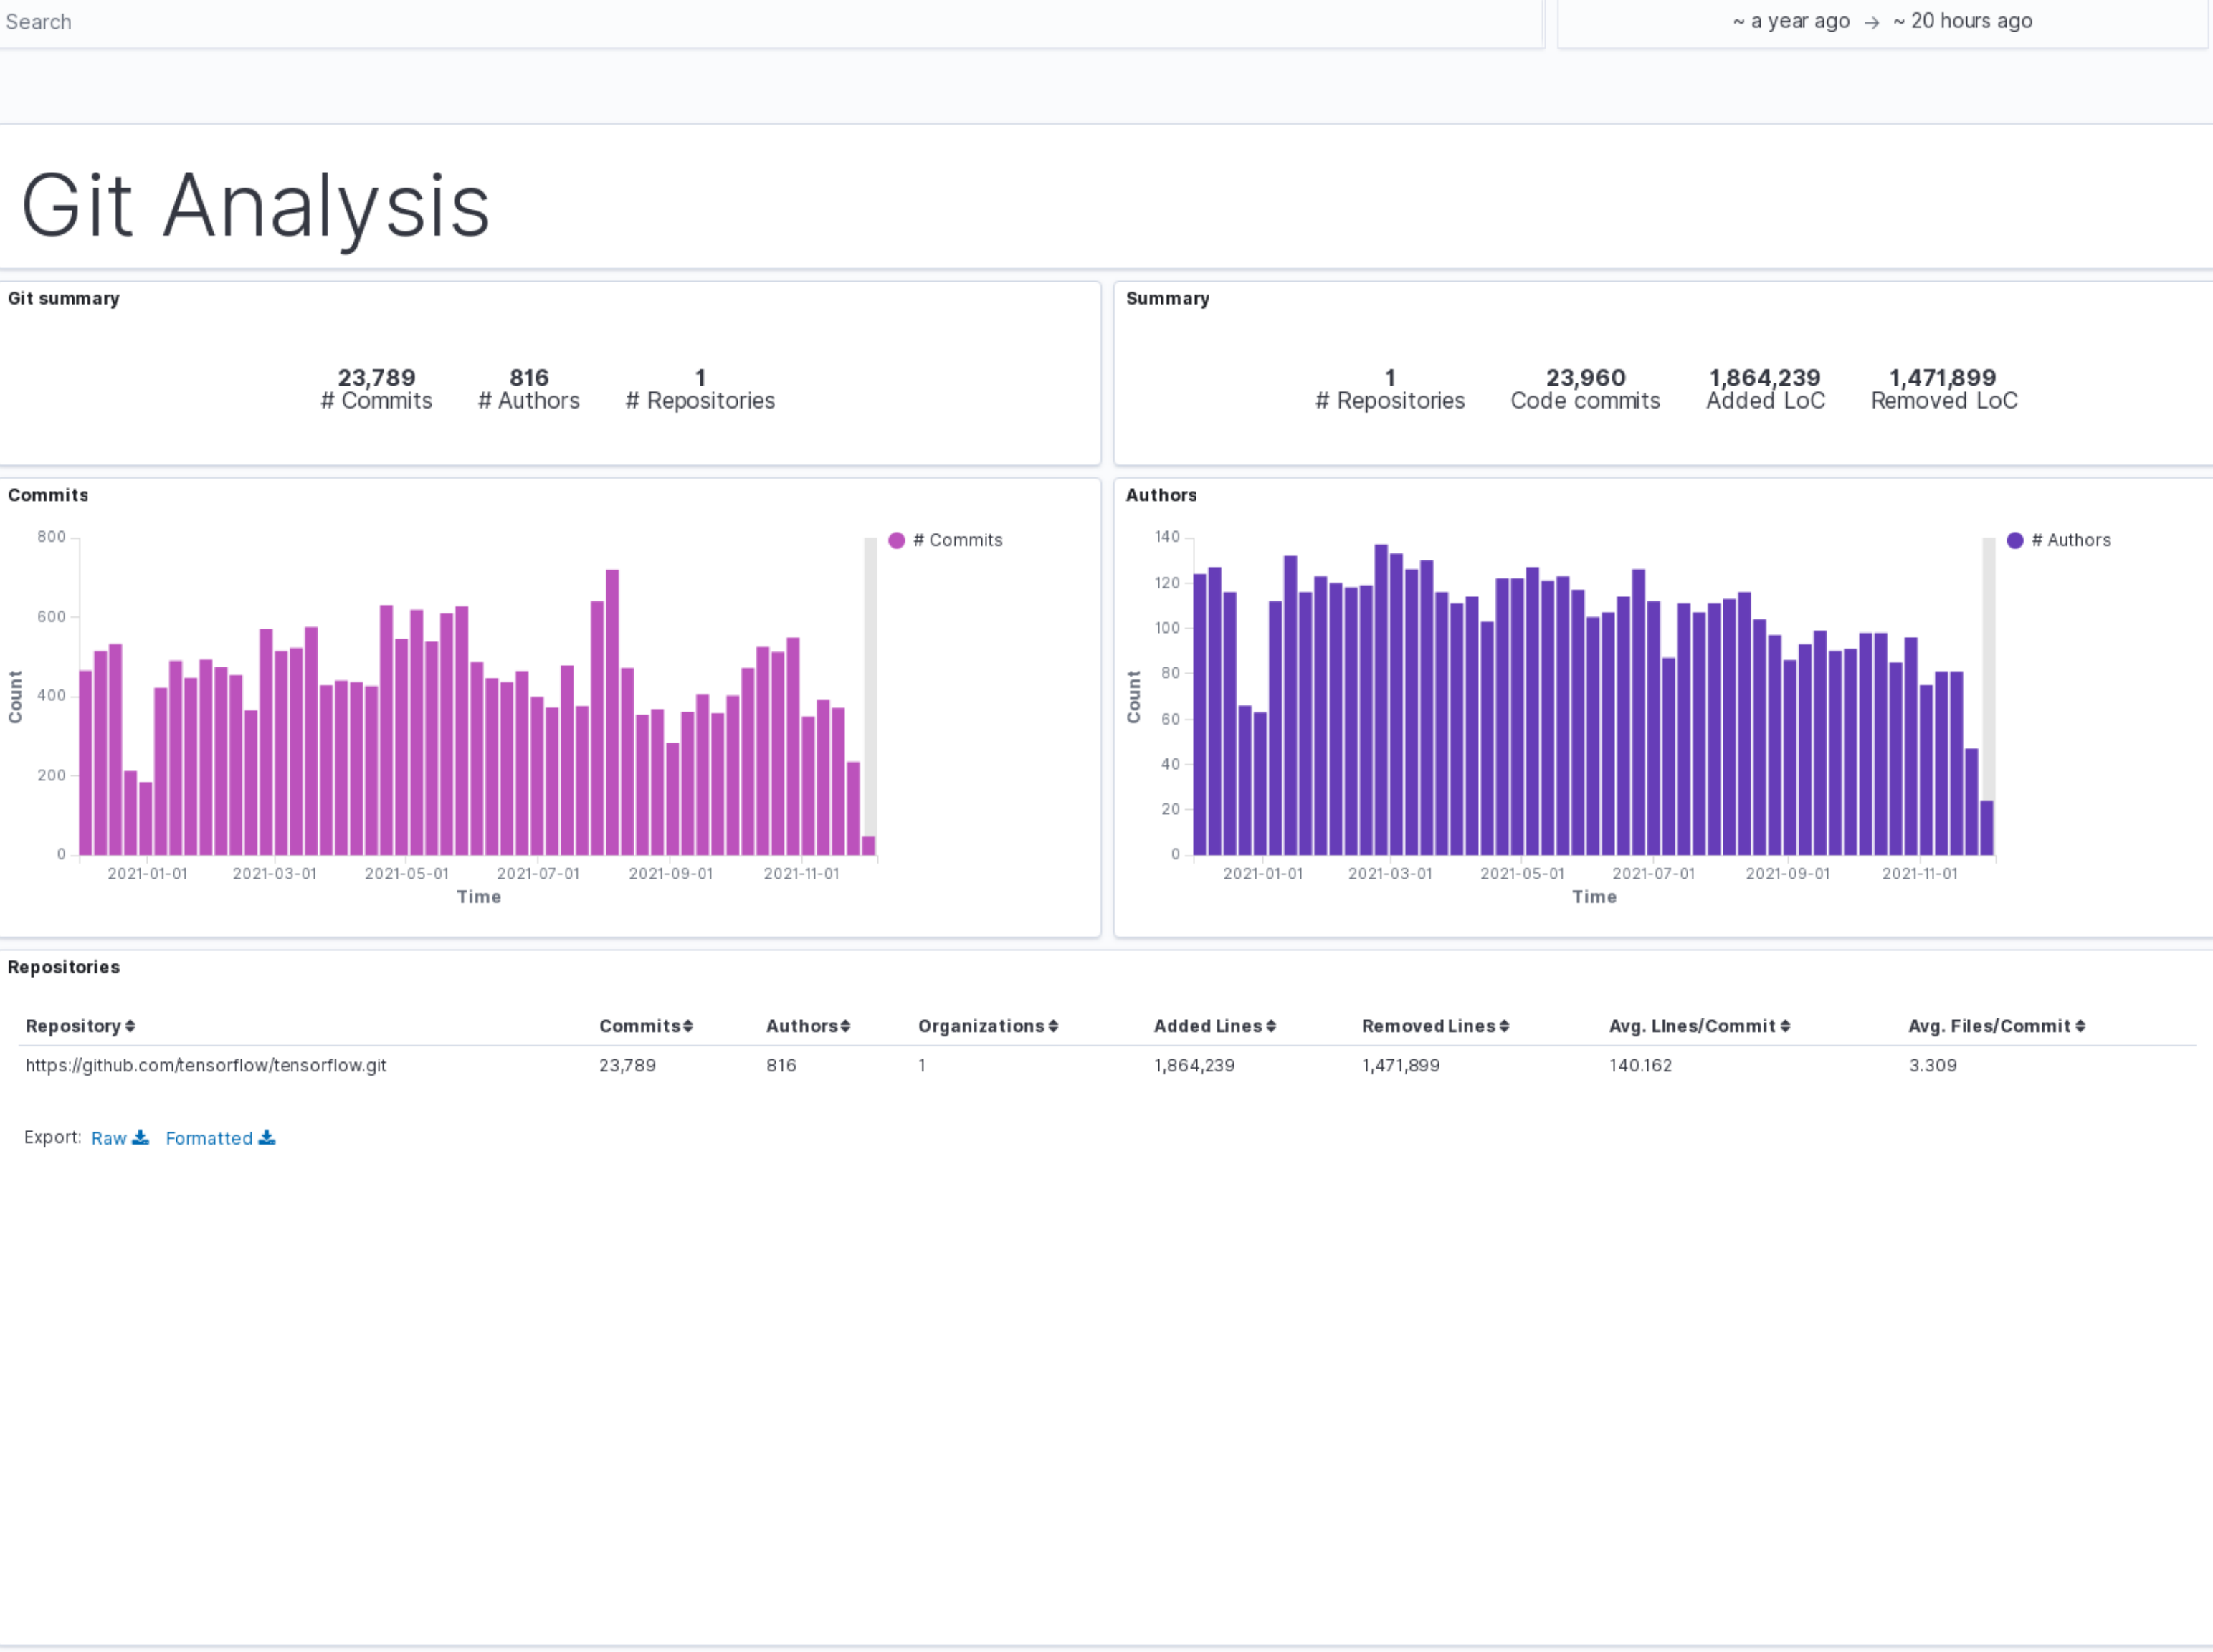 Search
~ a year ago → ~ 20 hours ago
Git Analysis
Git summary
23,789 816 1
# Commits # Authors # Repositories
Summary
1 23,960 1,864,239 1,471,899
# Repositories Code commits Added LoC Removed LoC
Commits
800
600
400
200
0
Count
2021-01-01 2021-03-01 2021-05-01 2021-07-01 2021-09-01 2021-11-01
Time
# Commits
Authors
140
120
100
80
60
40
20
0
Count
2021-01-01 2021-03-01 2021-05-01 2021-07-01 2021-09-01 2021-11-01
Time
# Authors
Repositories
Repository Commits Authors Organizations Added Lines Removed Lines Avg. LInes/Commit Avg. Files/Commit
https://github.com/tensorflow/tensorflow.git 23,789 816 1 1,864,239 1,471,899 140.162 3.309
Export: Raw Formatted